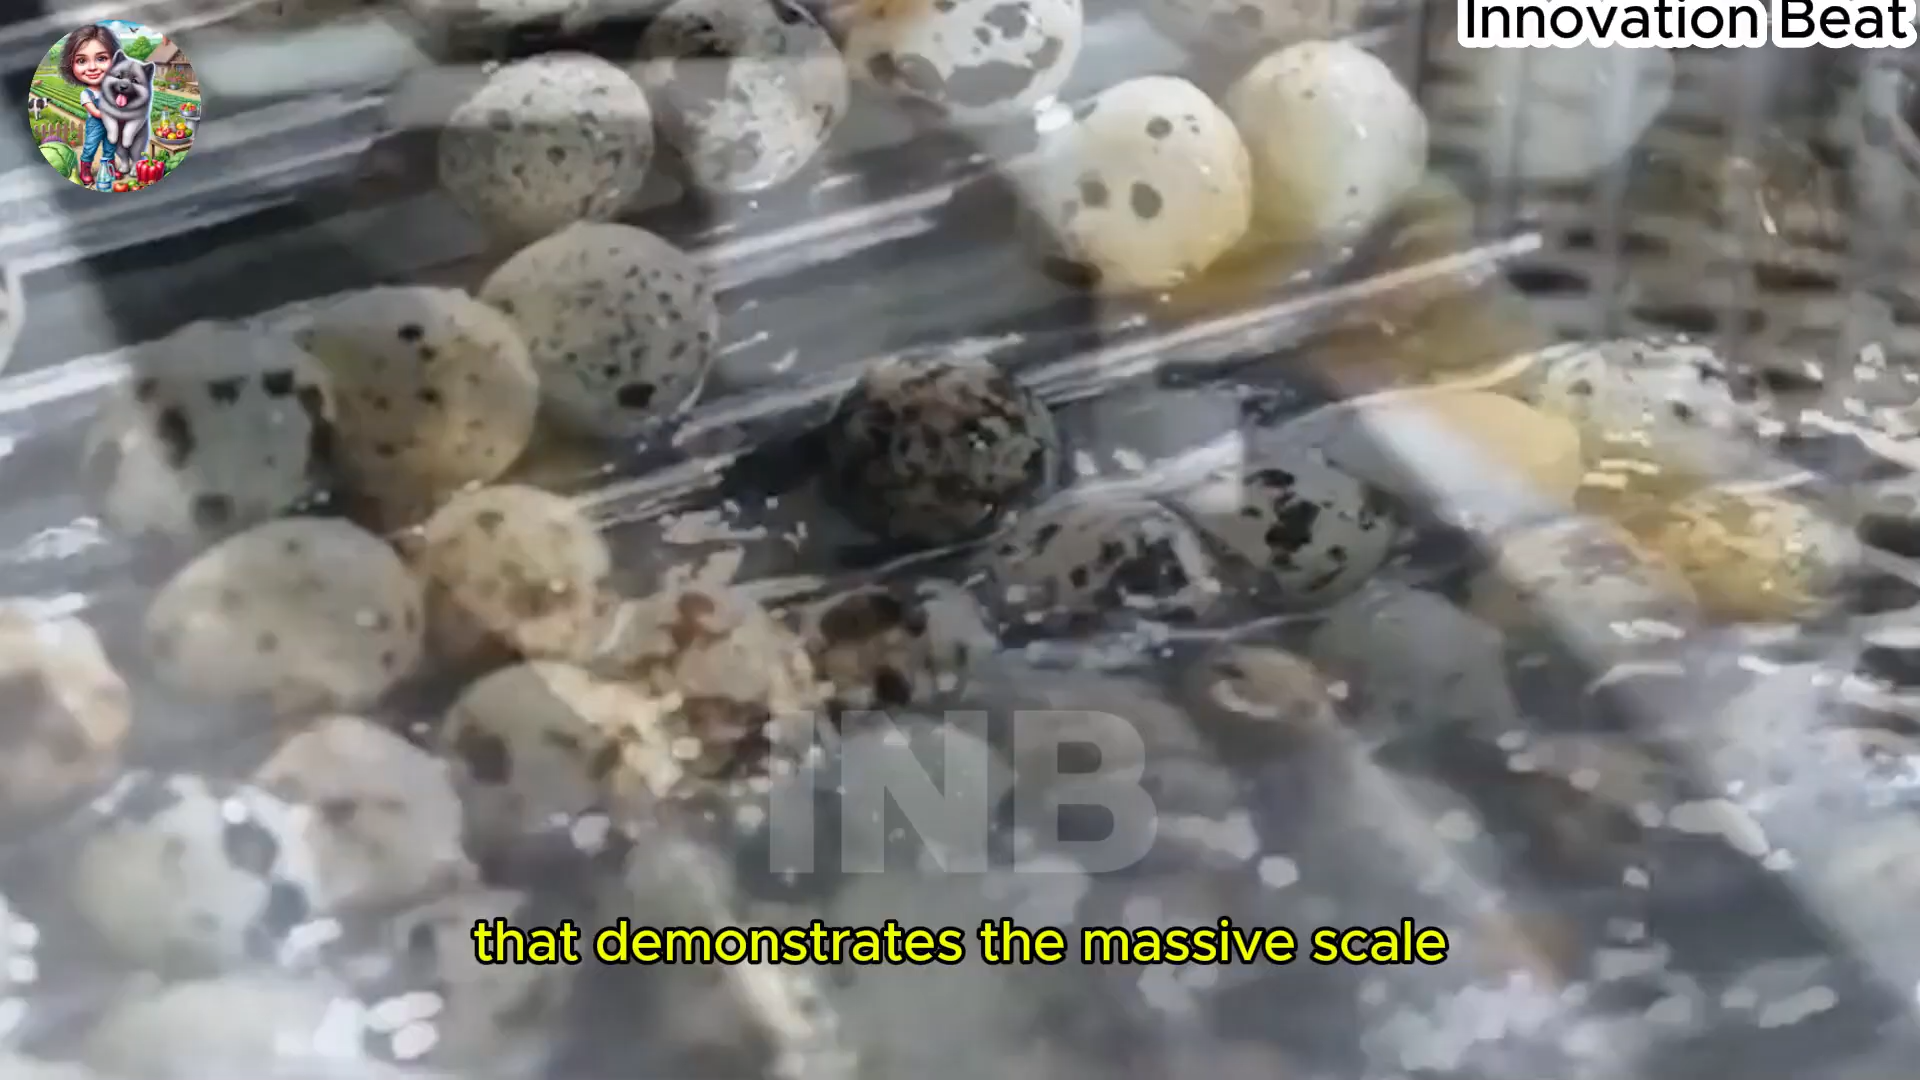 Innovation Beat
INB
that demonstrates the massive scale